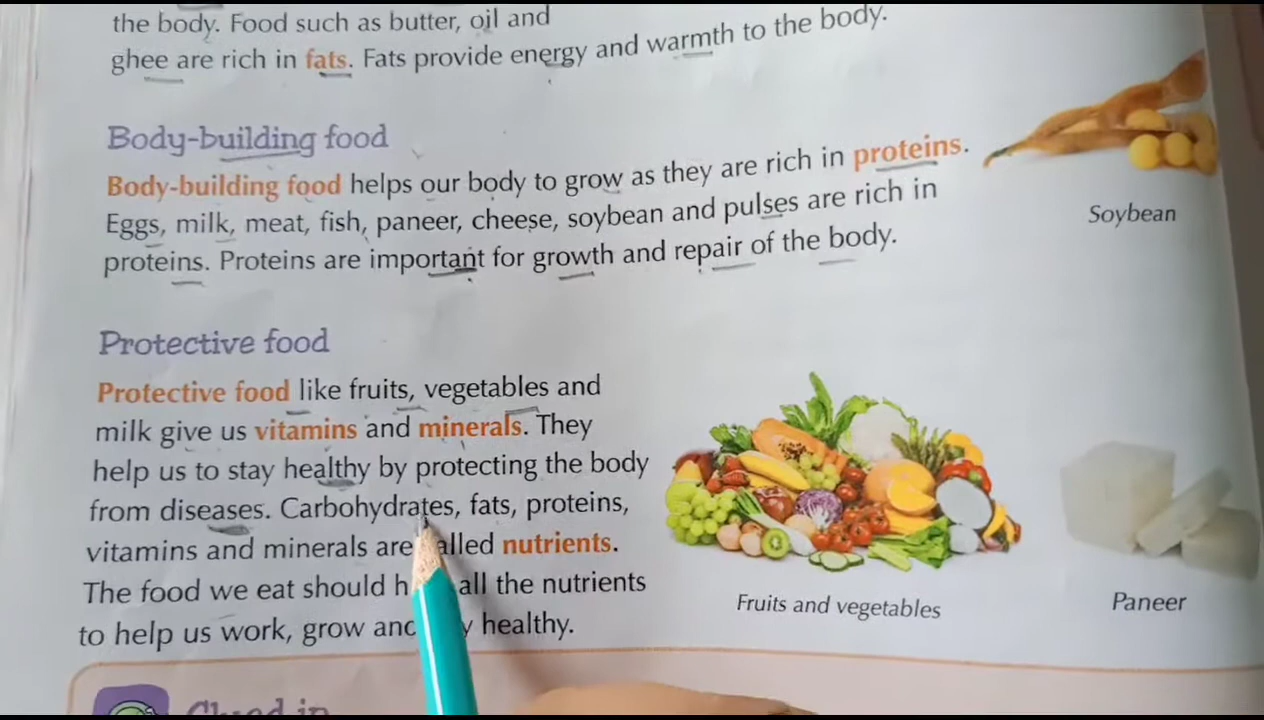 the body. Food such as butter, oil and
ghee are rich in fats. Fats provide energy and warmth to the body.
Body-building food
Body-building food helps our body to grow as they are rich in proteins.
Eggs, milk, meat, fish, paneer, cheese, soybean and pulses are rich in
proteins. Proteins are important for growth and repair of the body.
Soybean
Protective food
Protective food like fruits, vegetables and
milk give us vitamins and minerals. They
help us to stay healthy by protecting the body
from diseases. Carbohydrates, fats, proteins,
vitamins and minerals are alled nutrients.
The food we eat should h all the nutrients
to help us work, grow and y healthy.
Fruits and vegetables
Paneer